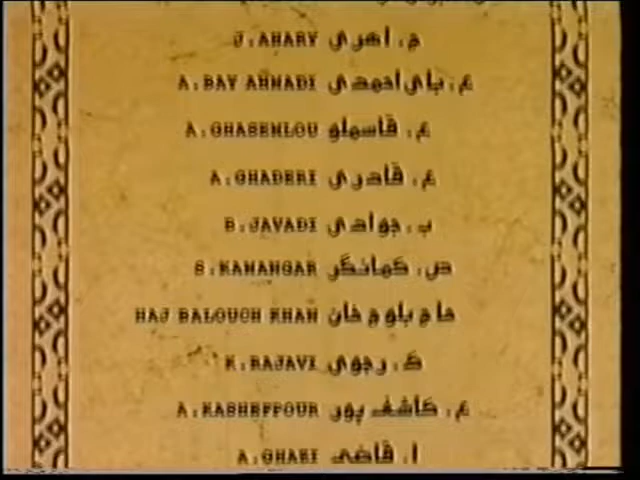 J. AHARY ج. اهری
A. BAY AHMADI ع. بای احمدی
A. GHASEMLOU ع. قاسملو
A. GHADERI ع. قادری
B. JAVADI ب. جوادی
S. KAMANGAR ص. کمانگر
HAJ BALOUCH KHAN حاج بلوچ خان
K. RAJAVI ک. رجوی
A. KASHEFPOUR ع. کاشف پور
A. GHAZI ا. قاضی